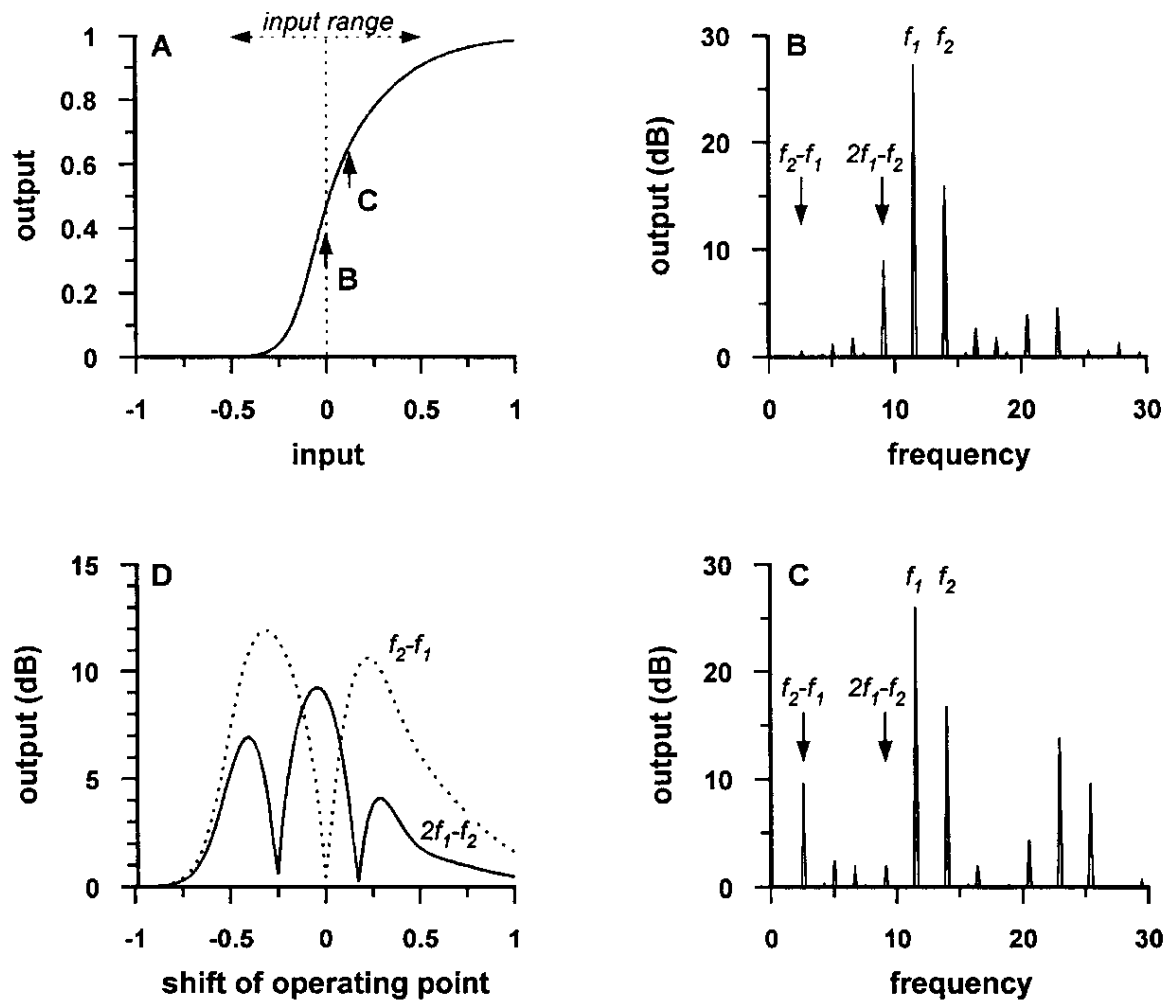 A
input range
1
0.8
0.6
0.4
0.2
0
output
C
B
-1 -0.5 0 0.5 1
input
B
30
20
10
0
output (dB)
f1 f2
f2-f1 2f1-f2
0 10 20 30
frequency
D
15
10
5
0
output (dB)
f2-f1
2f1-f2
-1 -0.5 0 0.5 1
shift of operating point
C
30
20
10
0
output (dB)
f1 f2
f2-f1 2f1-f2
0 10 20 30
frequency